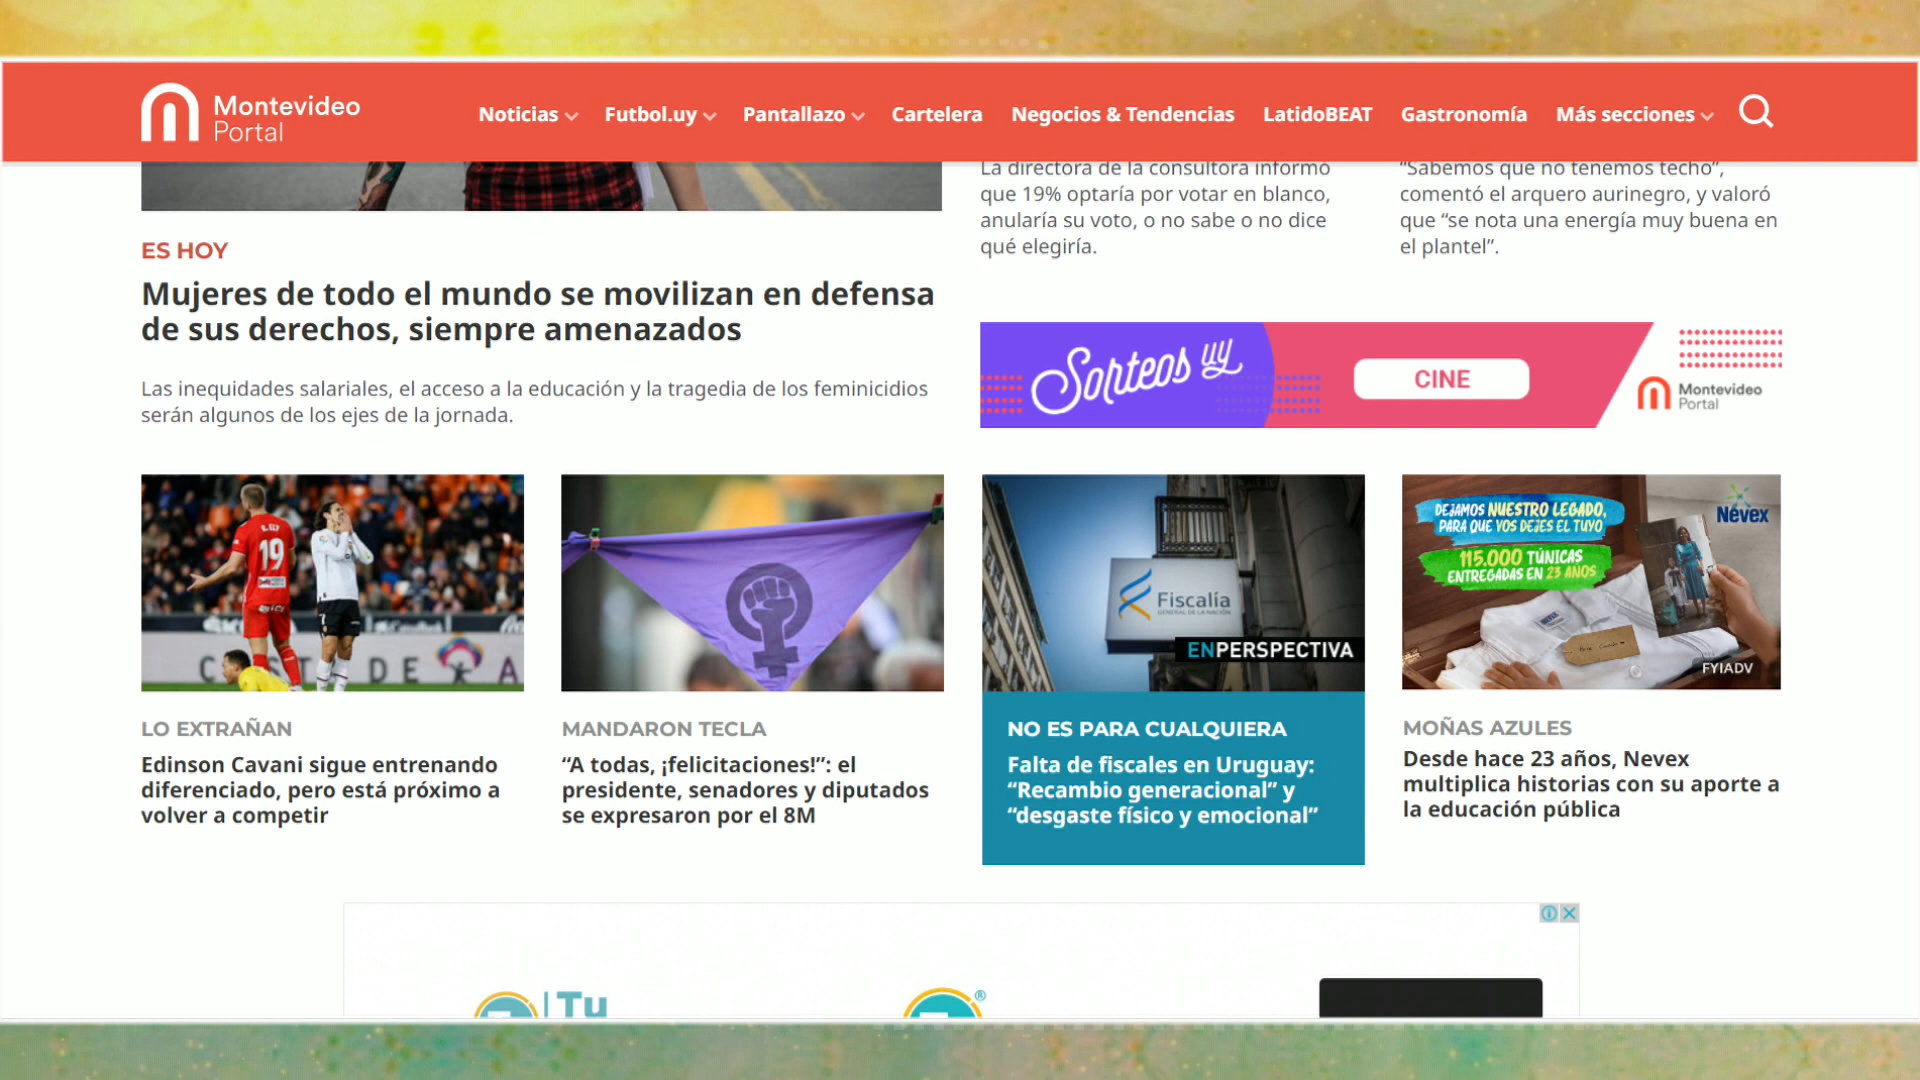 Montevideo
Portal
Noticias
Futbol.uy
Pantallazo
Cartelera
Negocios & Tendencias
LatidoBEAT
Gastronomía
Más secciones
ES HOY
Mujeres de todo el mundo se movilizan en defensa
de sus derechos, siempre amenazados
Las inequidades salariales, el acceso a la educación y la tragedia de los feminicidios
serán algunos de los ejes de la jornada.
La directora de la consultora informó
que 19% optaría por votar en blanco,
anularía su voto, o no sabe o no dice
qué elegiría.
“Sabemos que no tenemos techo”,
comentó el arquero aurinegro, y valoró
que “se nota una energía muy buena en
el plantel”.
Sorteos uy
CINE
Montevideo
Portal
19
7
LO EXTRAÑAN
Edinson Cavani sigue entrenando
diferenciado, pero está próximo a
volver a competir
MANDARON TECLA
“A todas, ¡felicitaciones!”: el
presidente, senadores y diputados
se expresaron por el 8M
Fiscalía
GENERAL DE LA NACIÓN
ENPERSPECTIVA
NO ES PARA CUALQUIERA
Falta de fiscales en Uruguay:
“Recambio generacional” y
“desgaste físico y emocional”
DEJAMOS NUESTRO LEGADO,
PARA QUE VOS DEJES EL TUYO
115.000 TÚNICAS
ENTREGADAS EN 23 AÑOS
Nevex
NEVEX
FYIADV
MOÑAS AZULES
Desde hace 23 años, Nevex
multiplica historias con su aporte a
la educación pública
Tu
®